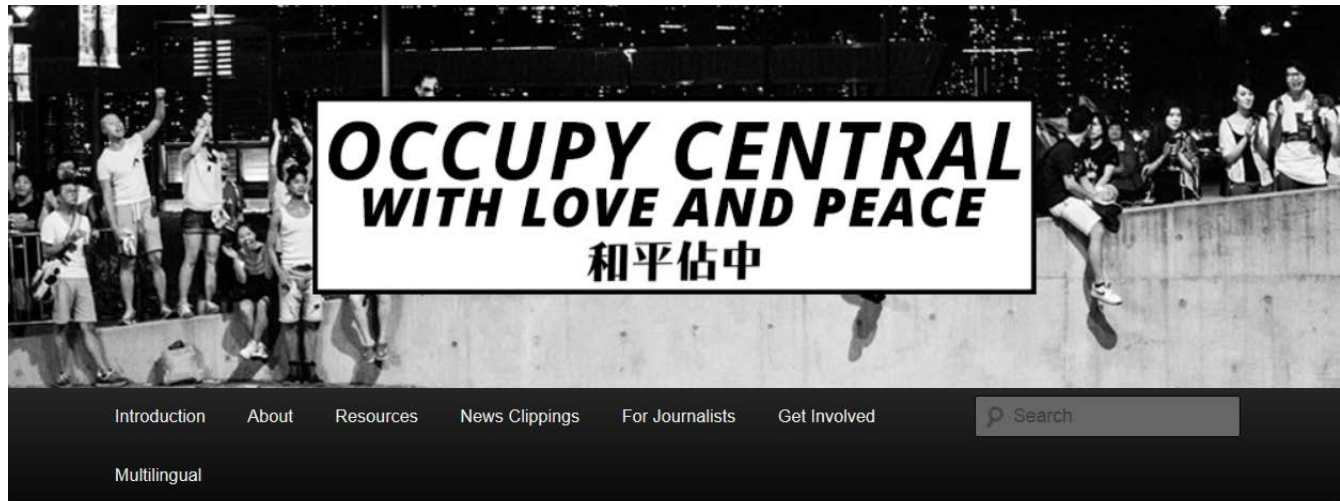 OCCUPY CENTRAL
WITH LOVE AND PEACE
和平佔中
Introduction About Resources News Clippings For Journalists Get Involved Search
Multilingual